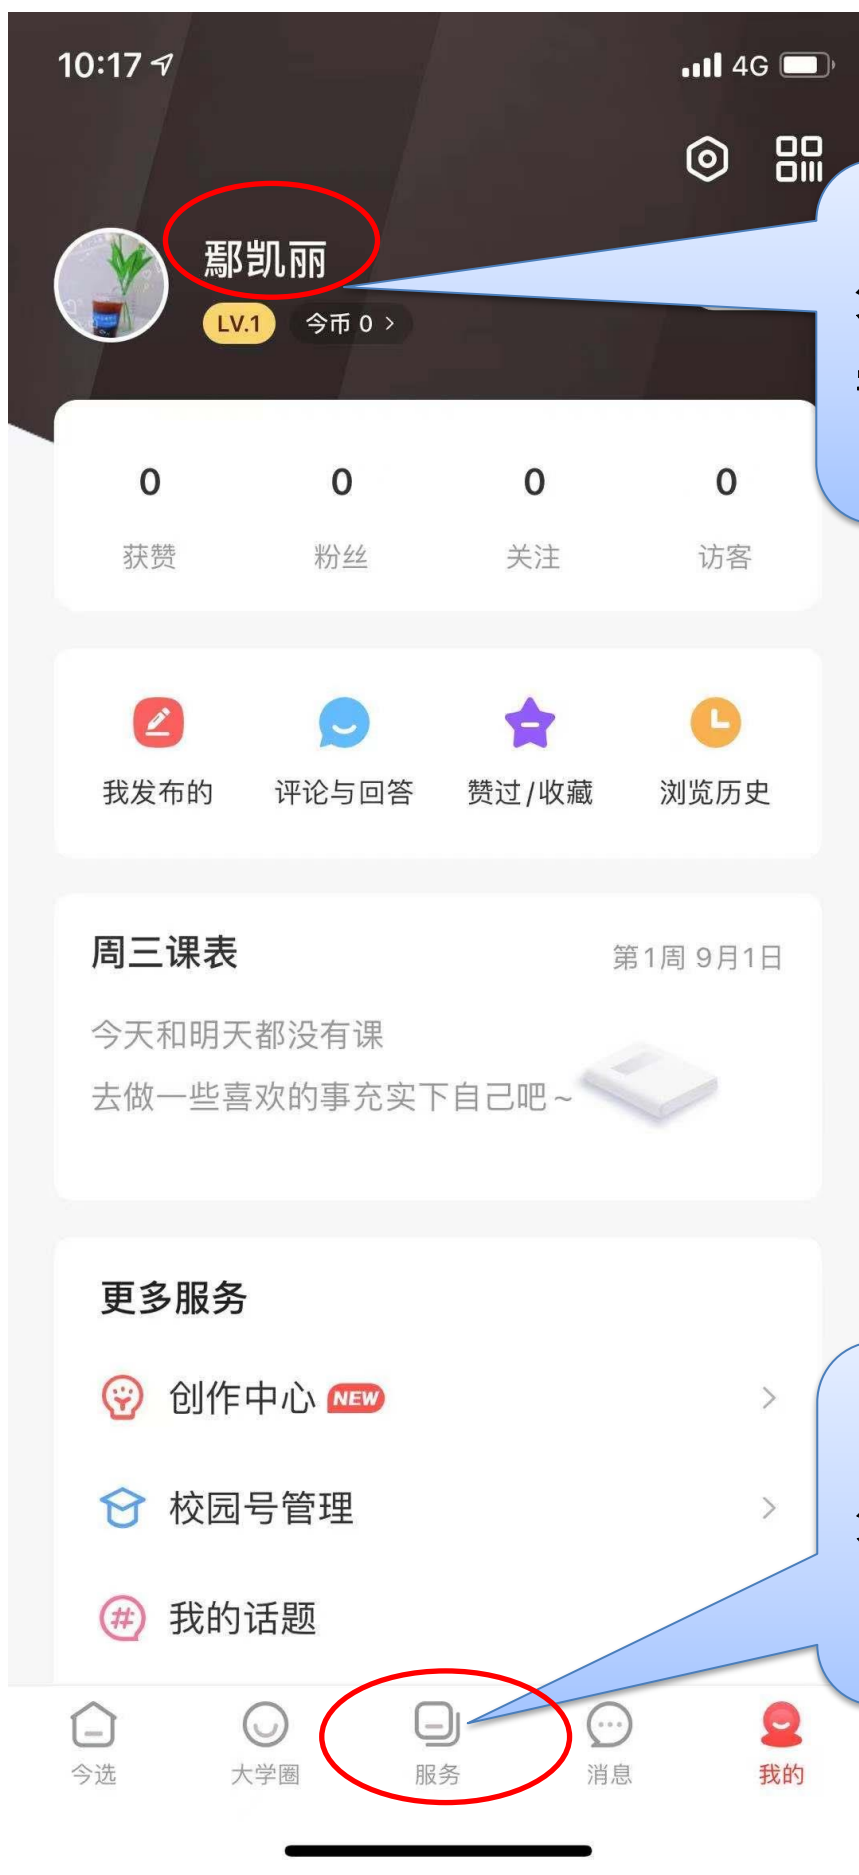 10:17
4G
鄢凯丽
LV.1 今币 0 >
0 0 0 0
获赞 粉丝 关注 访客
我发布的 评论与回答 赞过/收藏 浏览历史
周三课表 第1周 9月1日
今天和明天都没有课
去做一些喜欢的事充实下自己吧~
更多服务
创作中心 NEW
校园号管理
我的话题
今选 大学圈 服务 消息 我的